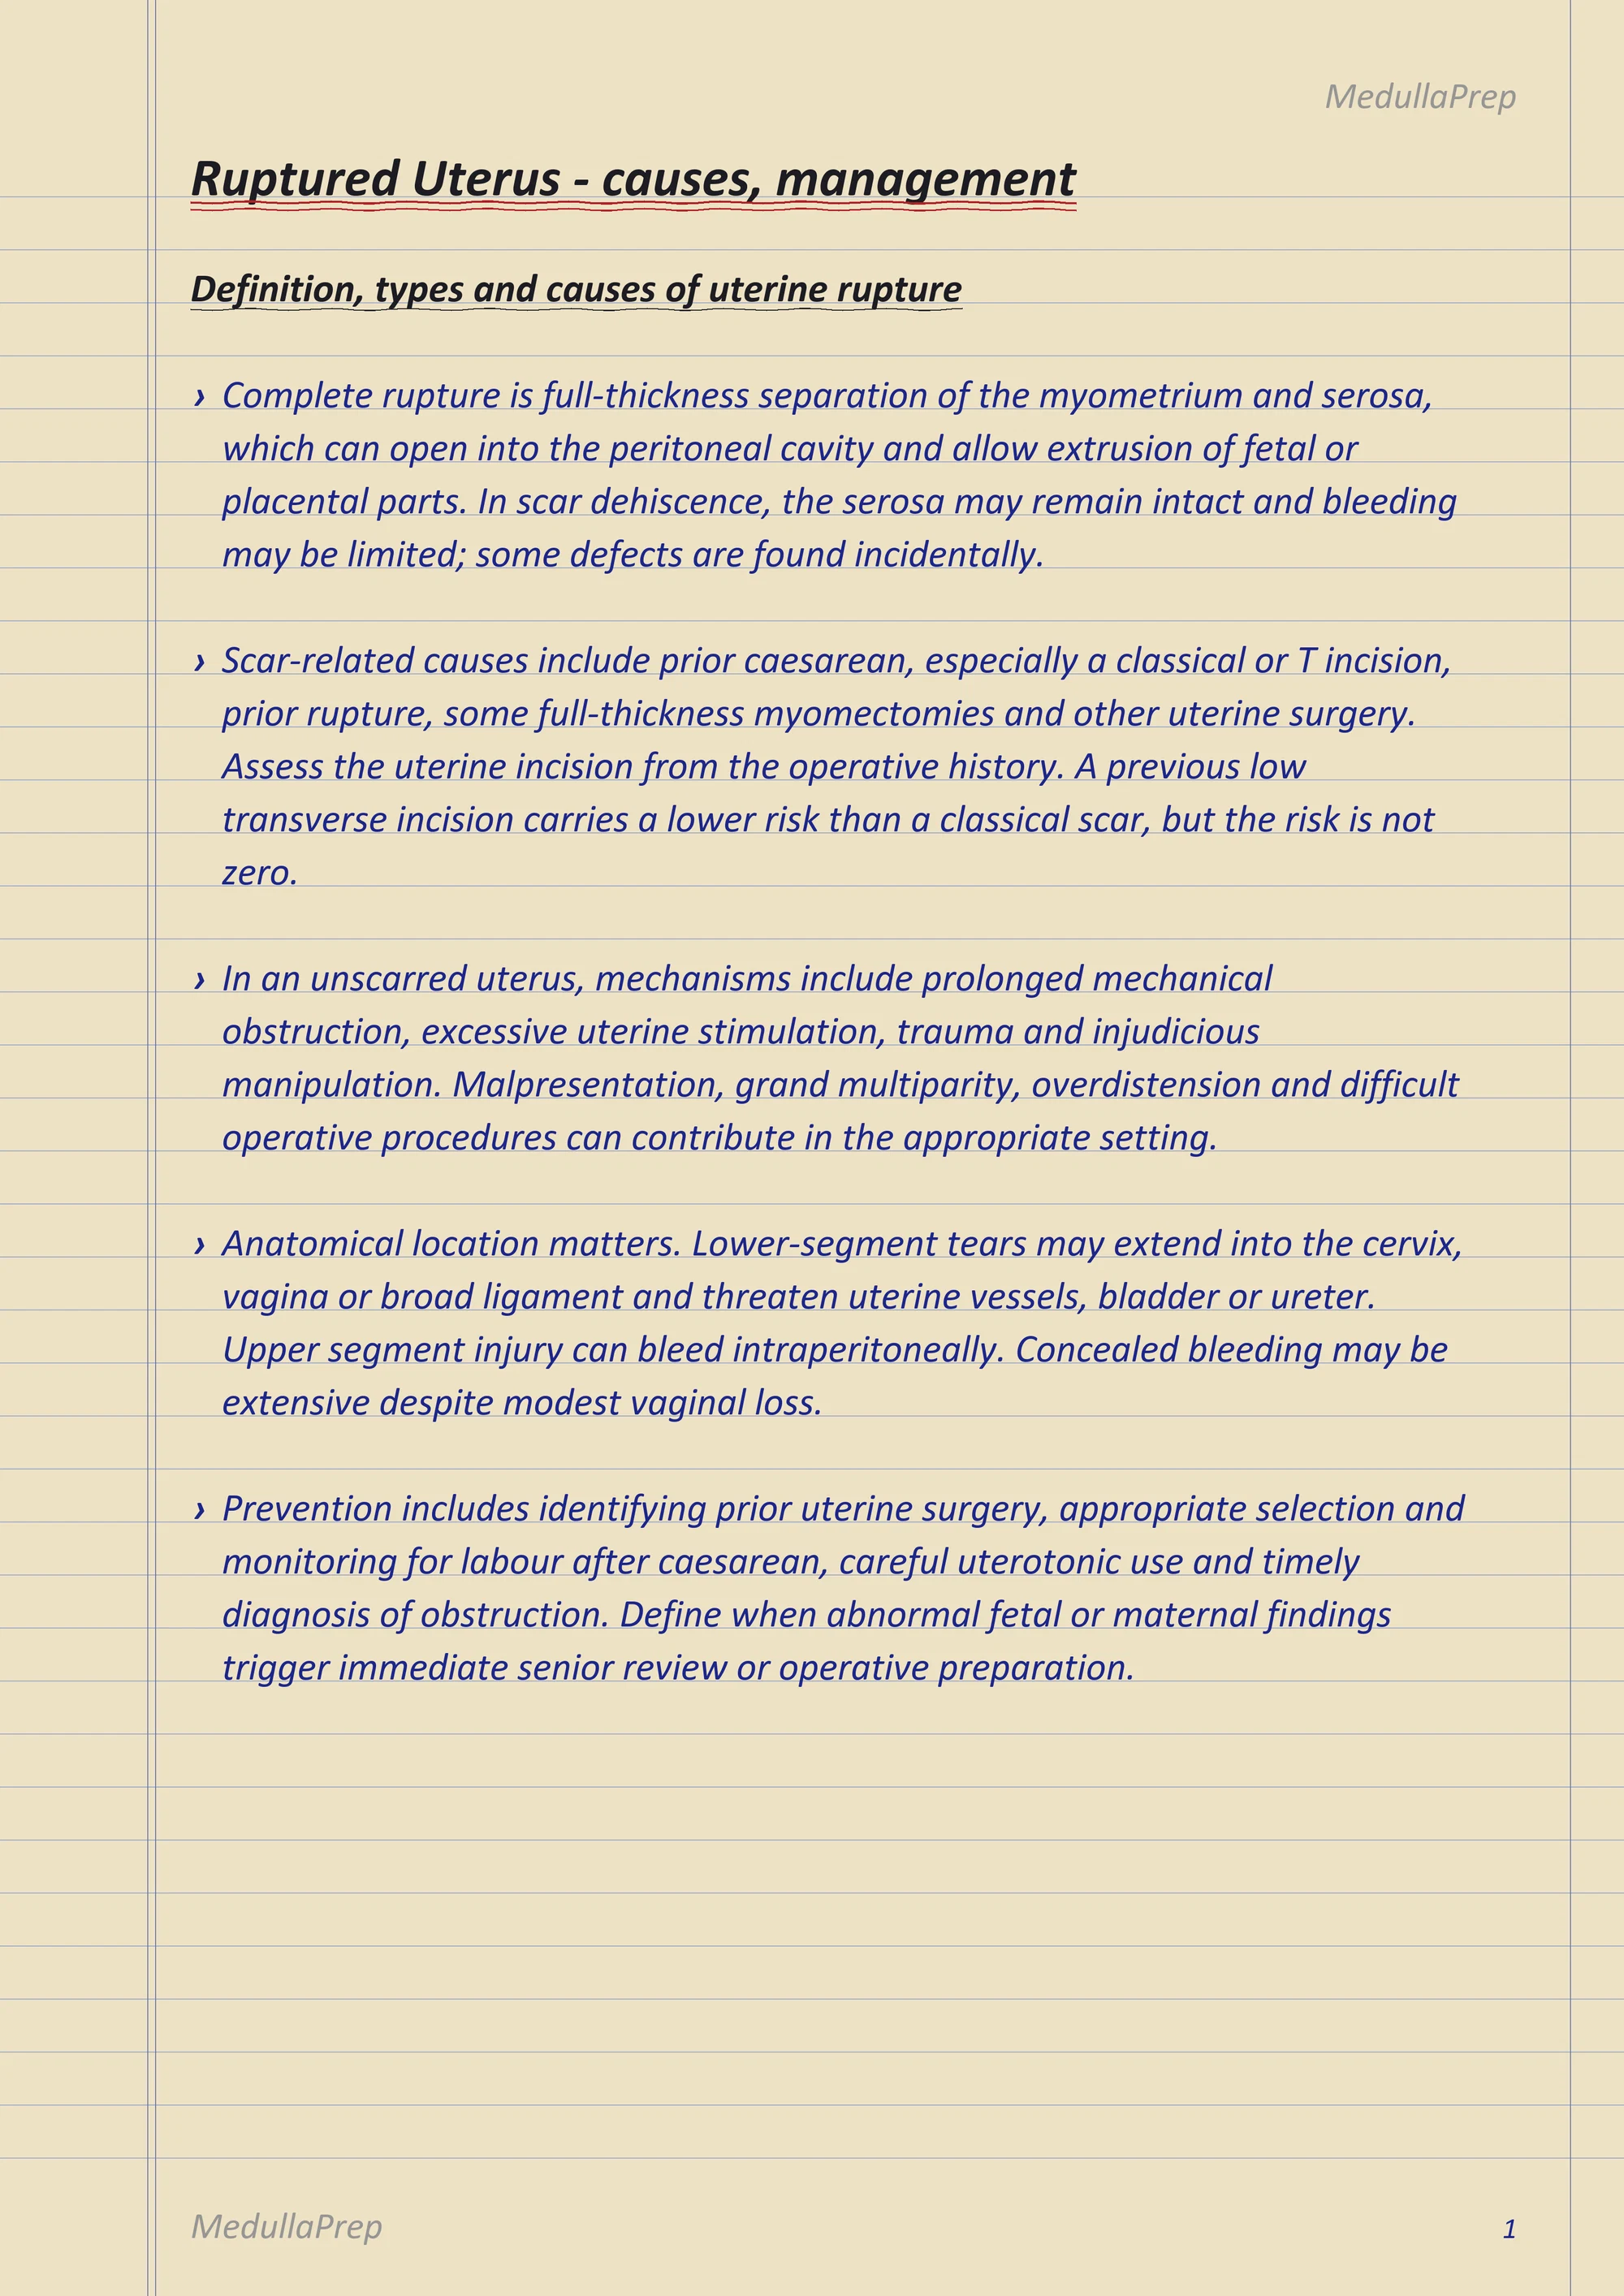 MedullaPrep
Ruptured Uterus - causes, management
Definition, types and causes of uterine rupture
› Complete rupture is full-thickness separation of the myometrium and serosa,
which can open into the peritoneal cavity and allow extrusion of fetal or
placental parts. In scar dehiscence, the serosa may remain intact and bleeding
may be limited; some defects are found incidentally.
› Scar-related causes include prior caesarean, especially a classical or T incision,
prior rupture, some full-thickness myomectomies and other uterine surgery.
Assess the uterine incision from the operative history. A previous low
transverse incision carries a lower risk than a classical scar, but the risk is not
zero.
› In an unscarred uterus, mechanisms include prolonged mechanical
obstruction, excessive uterine stimulation, trauma and injudicious
manipulation. Malpresentation, grand multiparity, overdistension and difficult
operative procedures can contribute in the appropriate setting.
› Anatomical location matters. Lower-segment tears may extend into the cervix,
vagina or broad ligament and threaten uterine vessels, bladder or ureter.
Upper segment injury can bleed intraperitoneally. Concealed bleeding may be
extensive despite modest vaginal loss.
› Prevention includes identifying prior uterine surgery, appropriate selection and
monitoring for labour after caesarean, careful uterotonic use and timely
diagnosis of obstruction. Define when abnormal fetal or maternal findings
trigger immediate senior review or operative preparation.
MedullaPrep
1